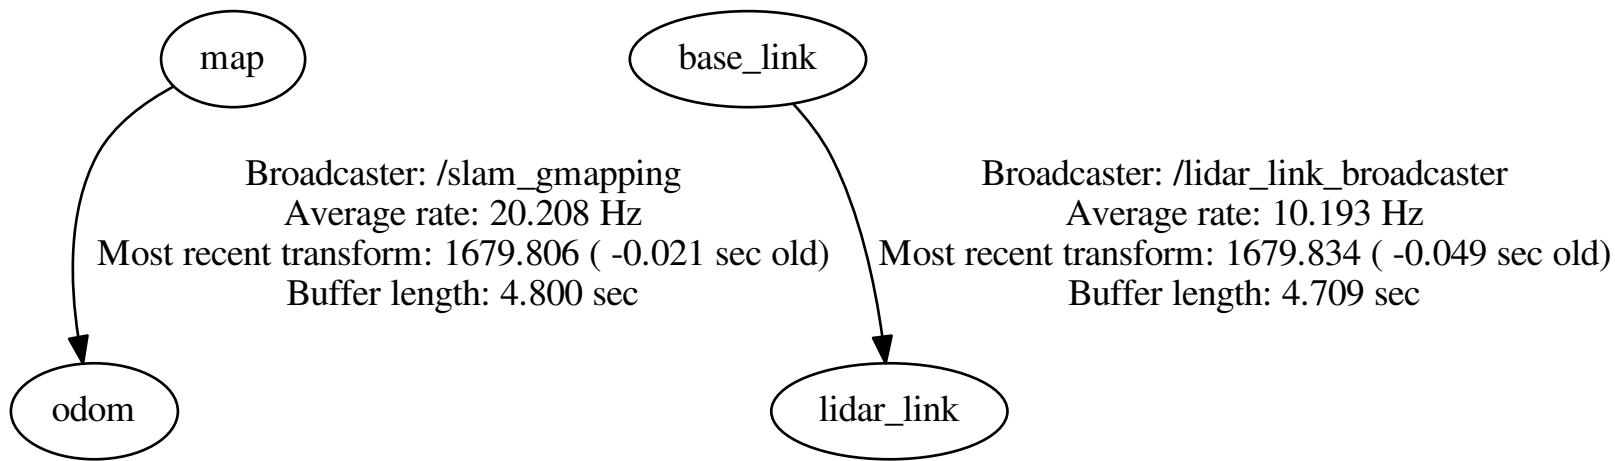 map
base_link
Broadcaster: /slam_gmapping
Average rate: 20.208 Hz
Most recent transform: 1679.806 ( -0.021 sec old)
Buffer length: 4.800 sec
Broadcaster: /lidar_link_broadcaster
Average rate: 10.193 Hz
Most recent transform: 1679.834 ( -0.049 sec old)
Buffer length: 4.709 sec
odom
lidar_link